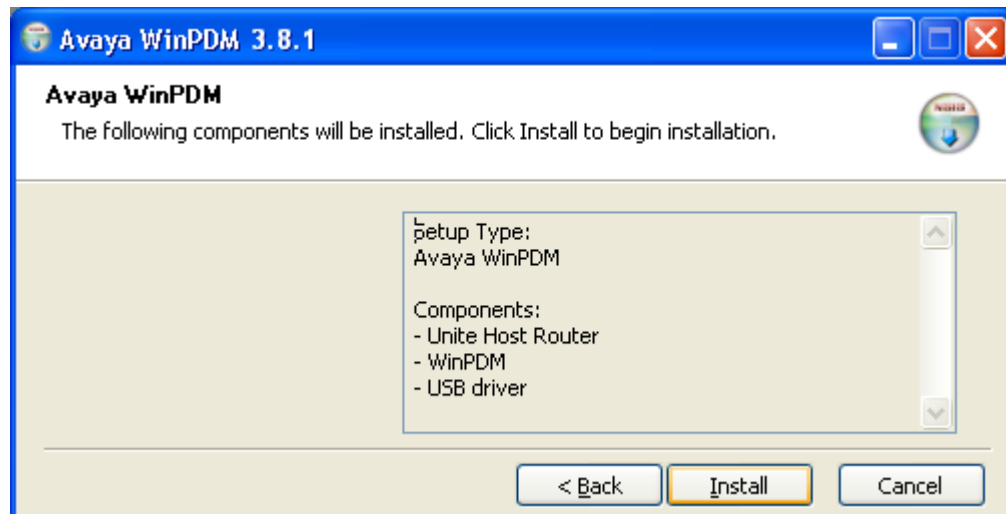 Avaya WinPDM 3.8.1
Avaya WinPDM
The following components will be installed. Click Install to begin installation.
Setup Type:
Avaya WinPDM
Components:
- Unite Host Router
- WinPDM
- USB driver
< Back
Install
Cancel